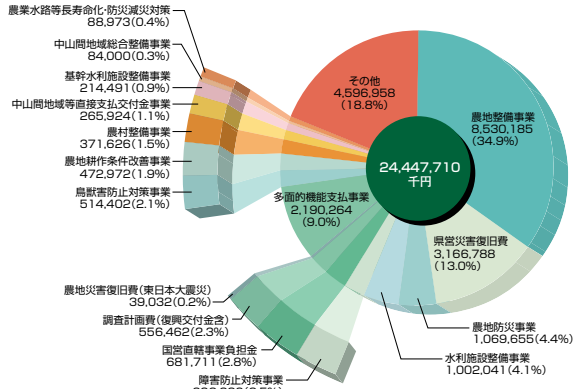 農業水路等長寿命化・防災減災対策
88,973(0.4%)
中山間地域総合整備事業
84,000(0.3%)
基幹水利施設整備事業
214,491(0.9%)
中山間地域等直接支払交付金事業
265,924(1.1%)
農村整備事業
371,626(1.5%)
農地耕作条件改善事業
472,972(1.9%)
鳥獣害防止対策事業
514,402(2.1%)
その他
4,596,958
(18.8%)
農地整備事業
8,530,185
(34.9%)
24,447,710
千円
多面的機能支払事業
2,190,264
(9.0%)
県営災害復旧費
3,166,788
(13.0%)
農地災害復旧費(東日本大震災)
39,032(0.2%)
調査計画費(復興交付金含)
556,462(2.3%)
国営直轄事業負担金
681,711(2.8%)
障害防止対策事業
農地防災事業
1,069,655(4.4%)
水利施設整備事業
1,002,041(4.1%)